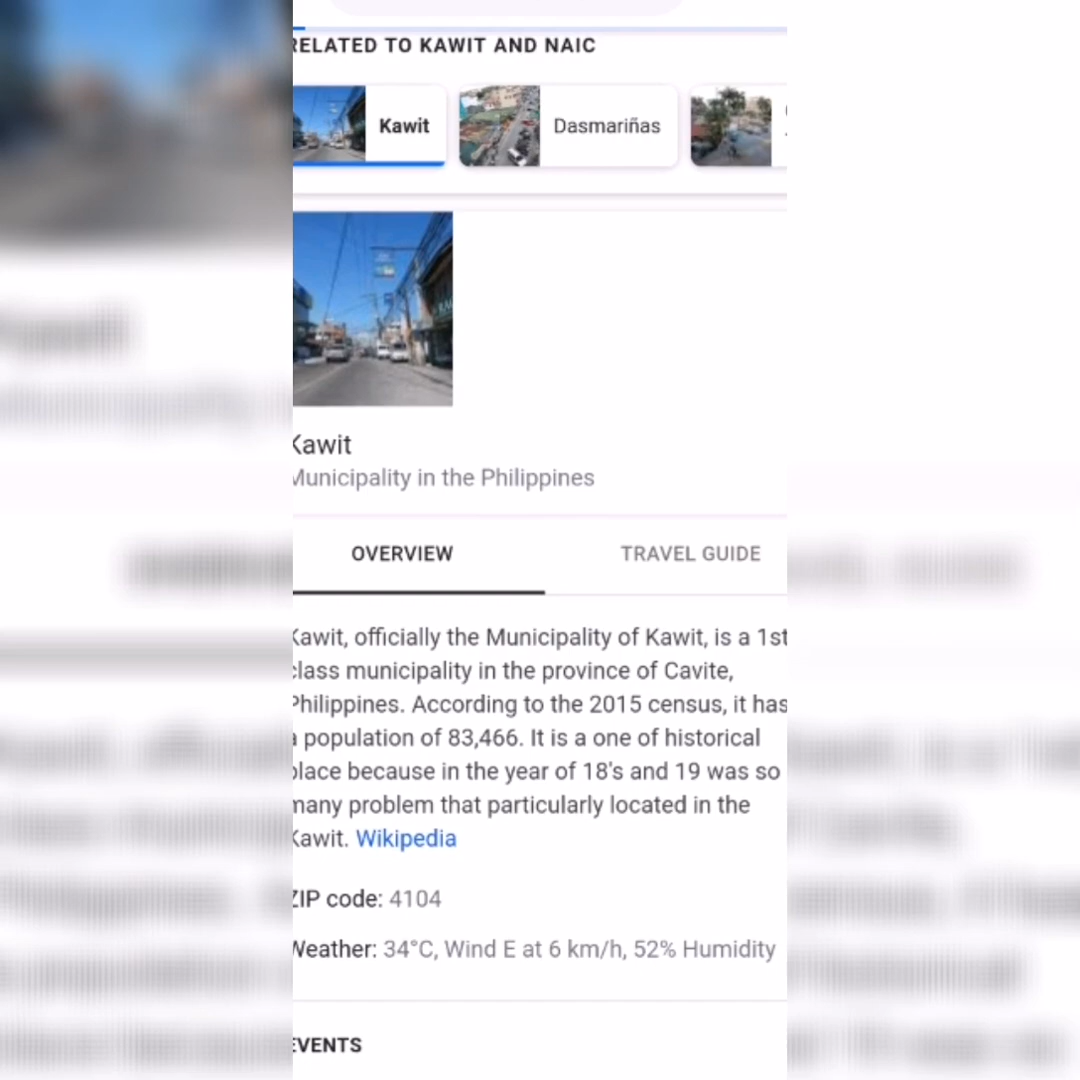 RELATED TO KAWIT AND NAIC
Kawit
Dasmariñas
Kawit
Municipality in the Philippines
OVERVIEW
TRAVEL GUIDE
Kawit, officially the Municipality of Kawit, is a 1st
class municipality in the province of Cavite,
Philippines. According to the 2015 census, it has
a population of 83,466. It is a one of historical
place because in the year of 18's and 19 was so
many problem that particularly located in the
Kawit. Wikipedia
ZIP code: 4104
Weather: 34°C, Wind E at 6 km/h, 52% Humidity
EVENTS